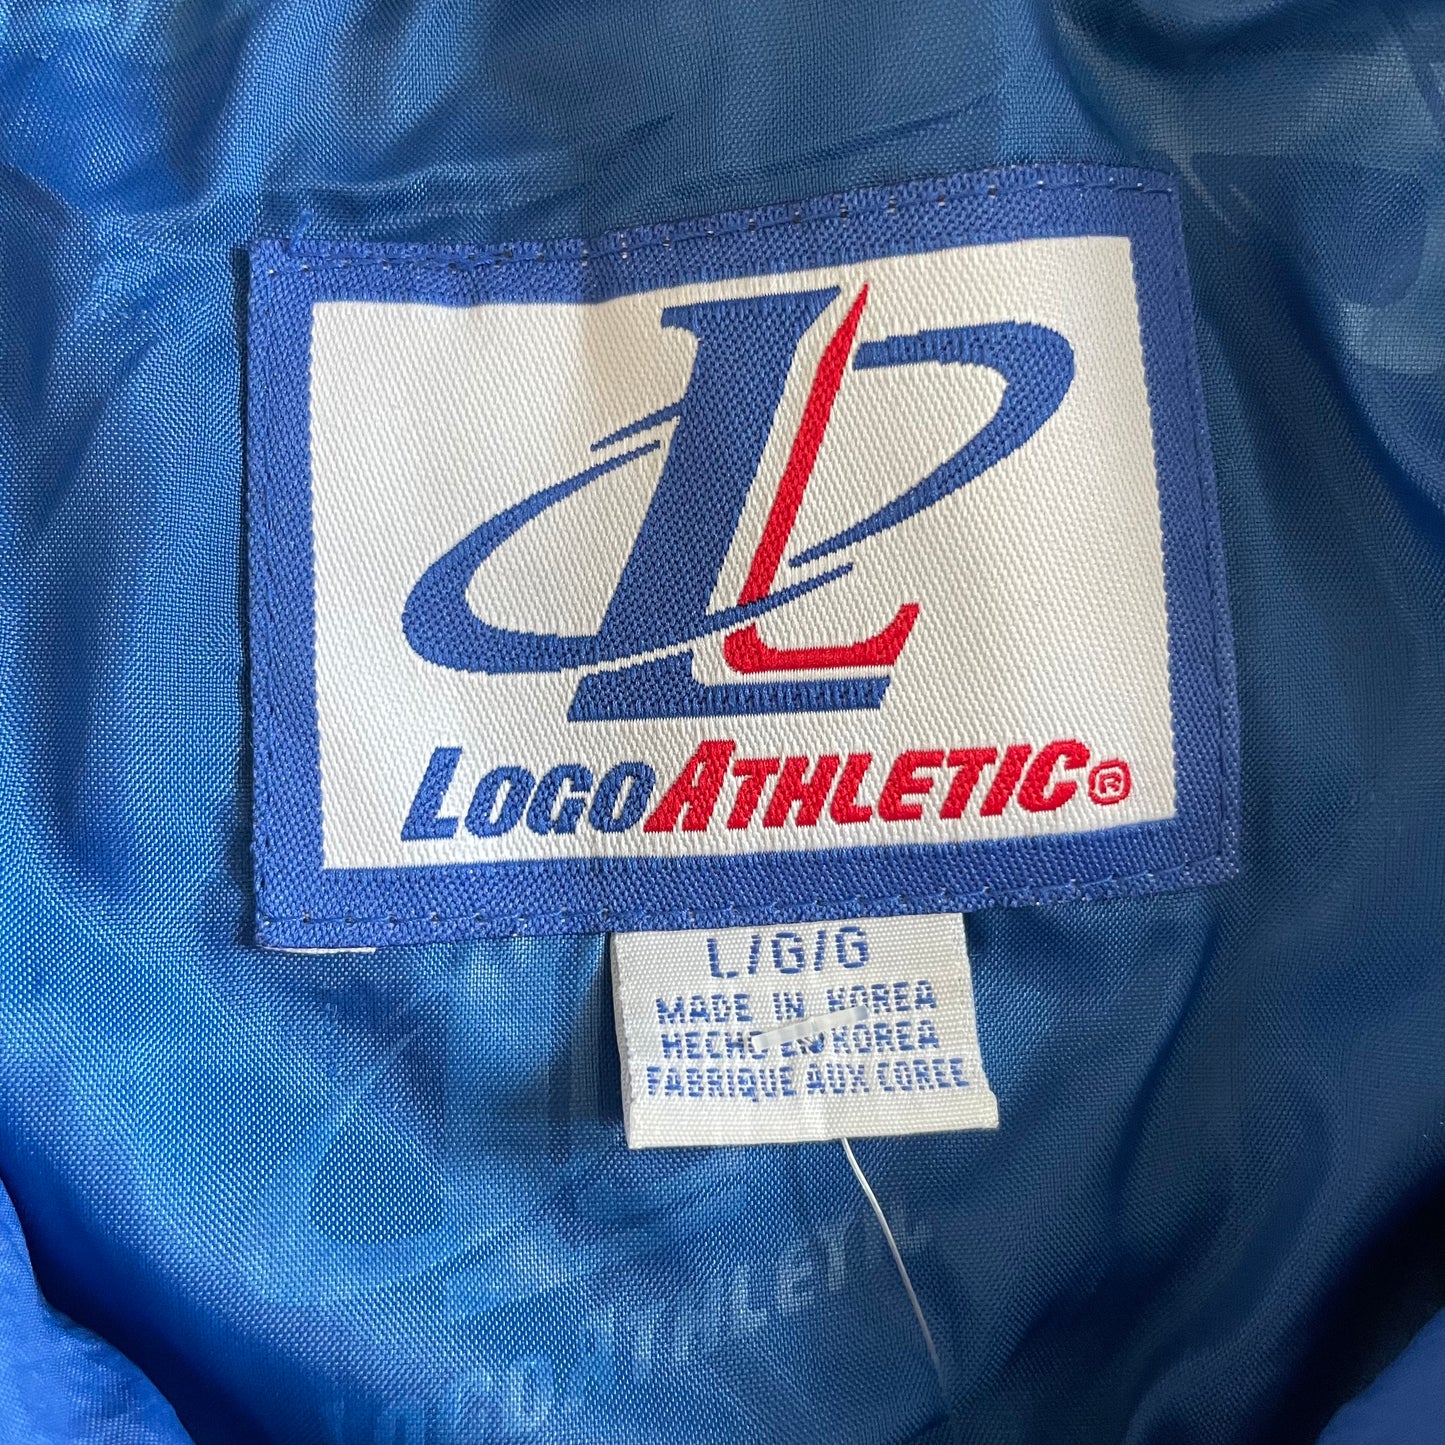 LOGOATHLETIC®
L/G/G
MADE IN KOREA
HECHO EN KOREA
FABRIQUE AUX COREE